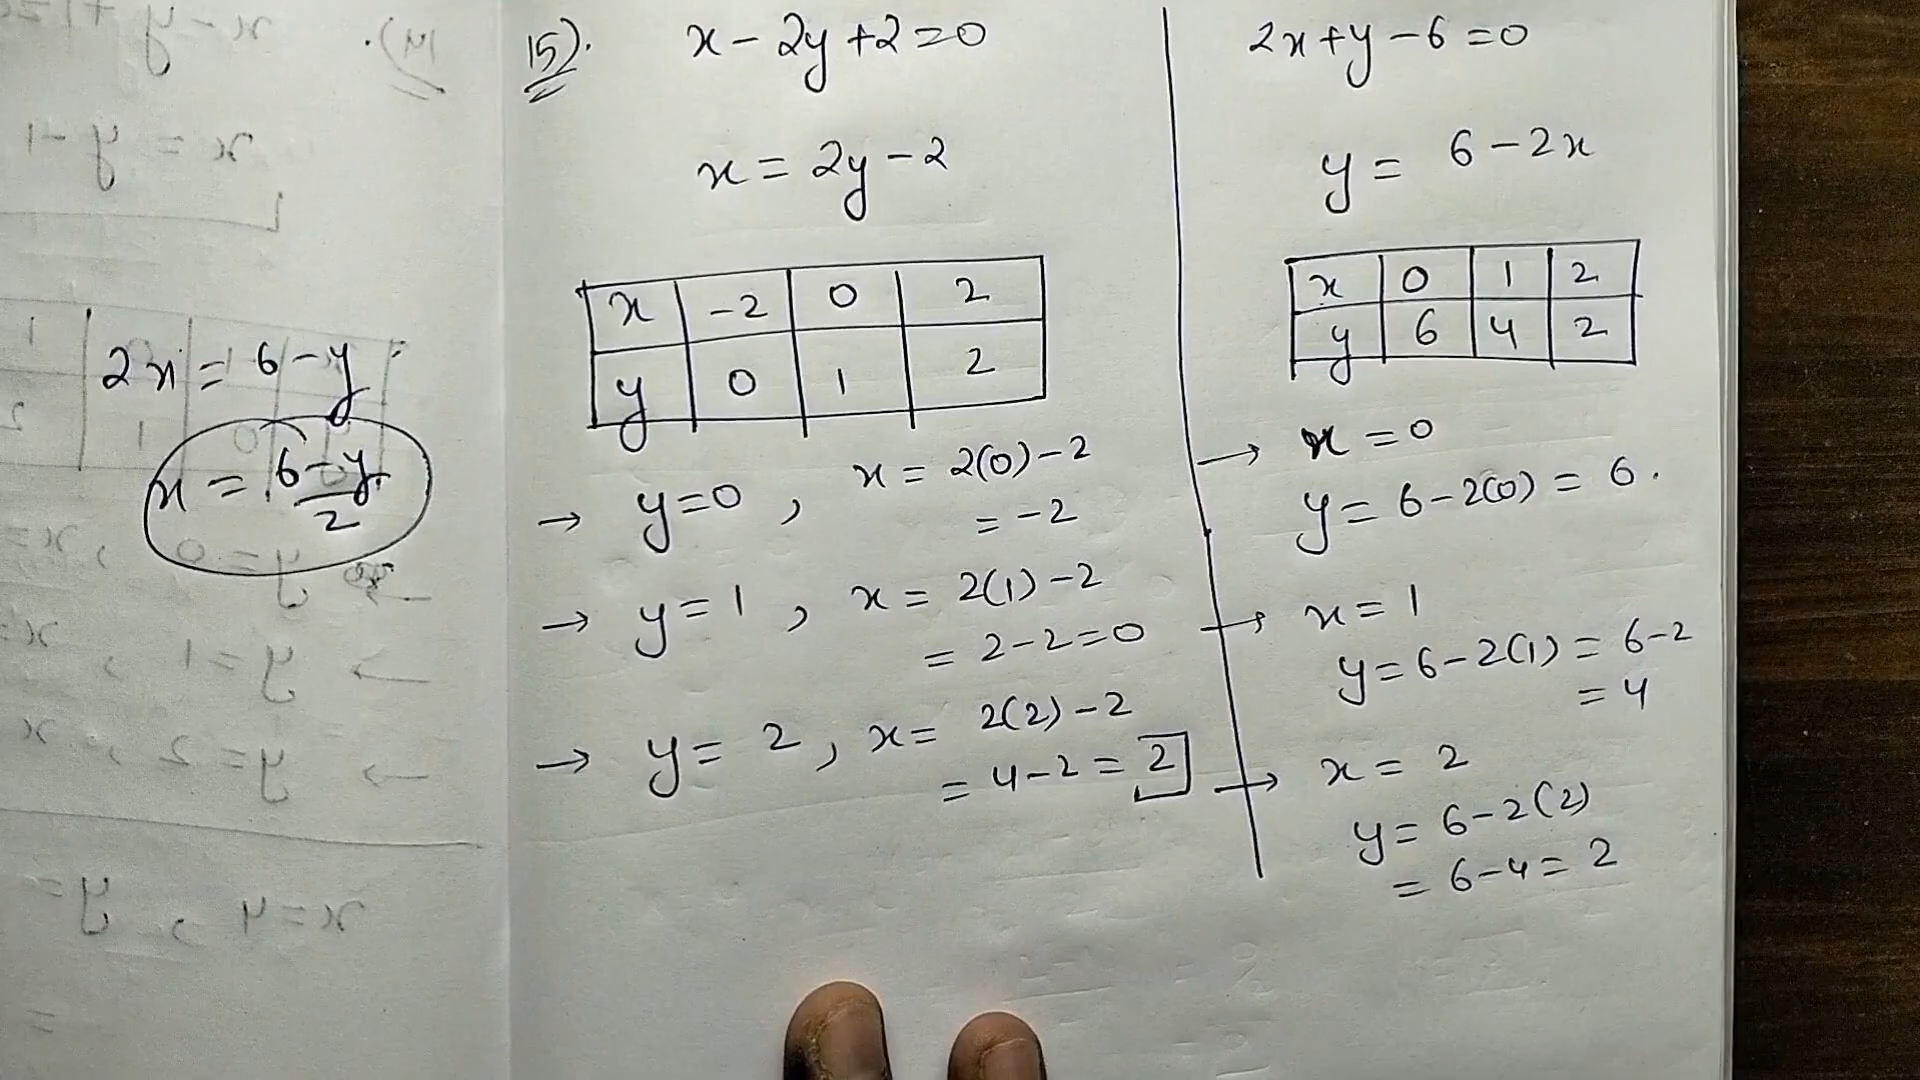 15).
x - 2y + 2 = 0
x = 2y - 2
x -2 0 2
y 0 1 2
→ y = 0 , x = 2(0) - 2
= -2
→ y = 1 , x = 2(1) - 2
= 2 - 2 = 0
→ y = 2 , x = 2(2) - 2
= 4 - 2 = 2
2x + y - 6 = 0
y = 6 - 2x
x 0 1 2
y 6 4 2
→ x = 0
y = 6 - 2(0) = 6.
→ x = 1
y = 6 - 2(1) = 6 - 2
= 4
→ x = 2
y = 6 - 2(2)
= 6 - 4 = 2
2x = 6 - y
x = 6 - y
2